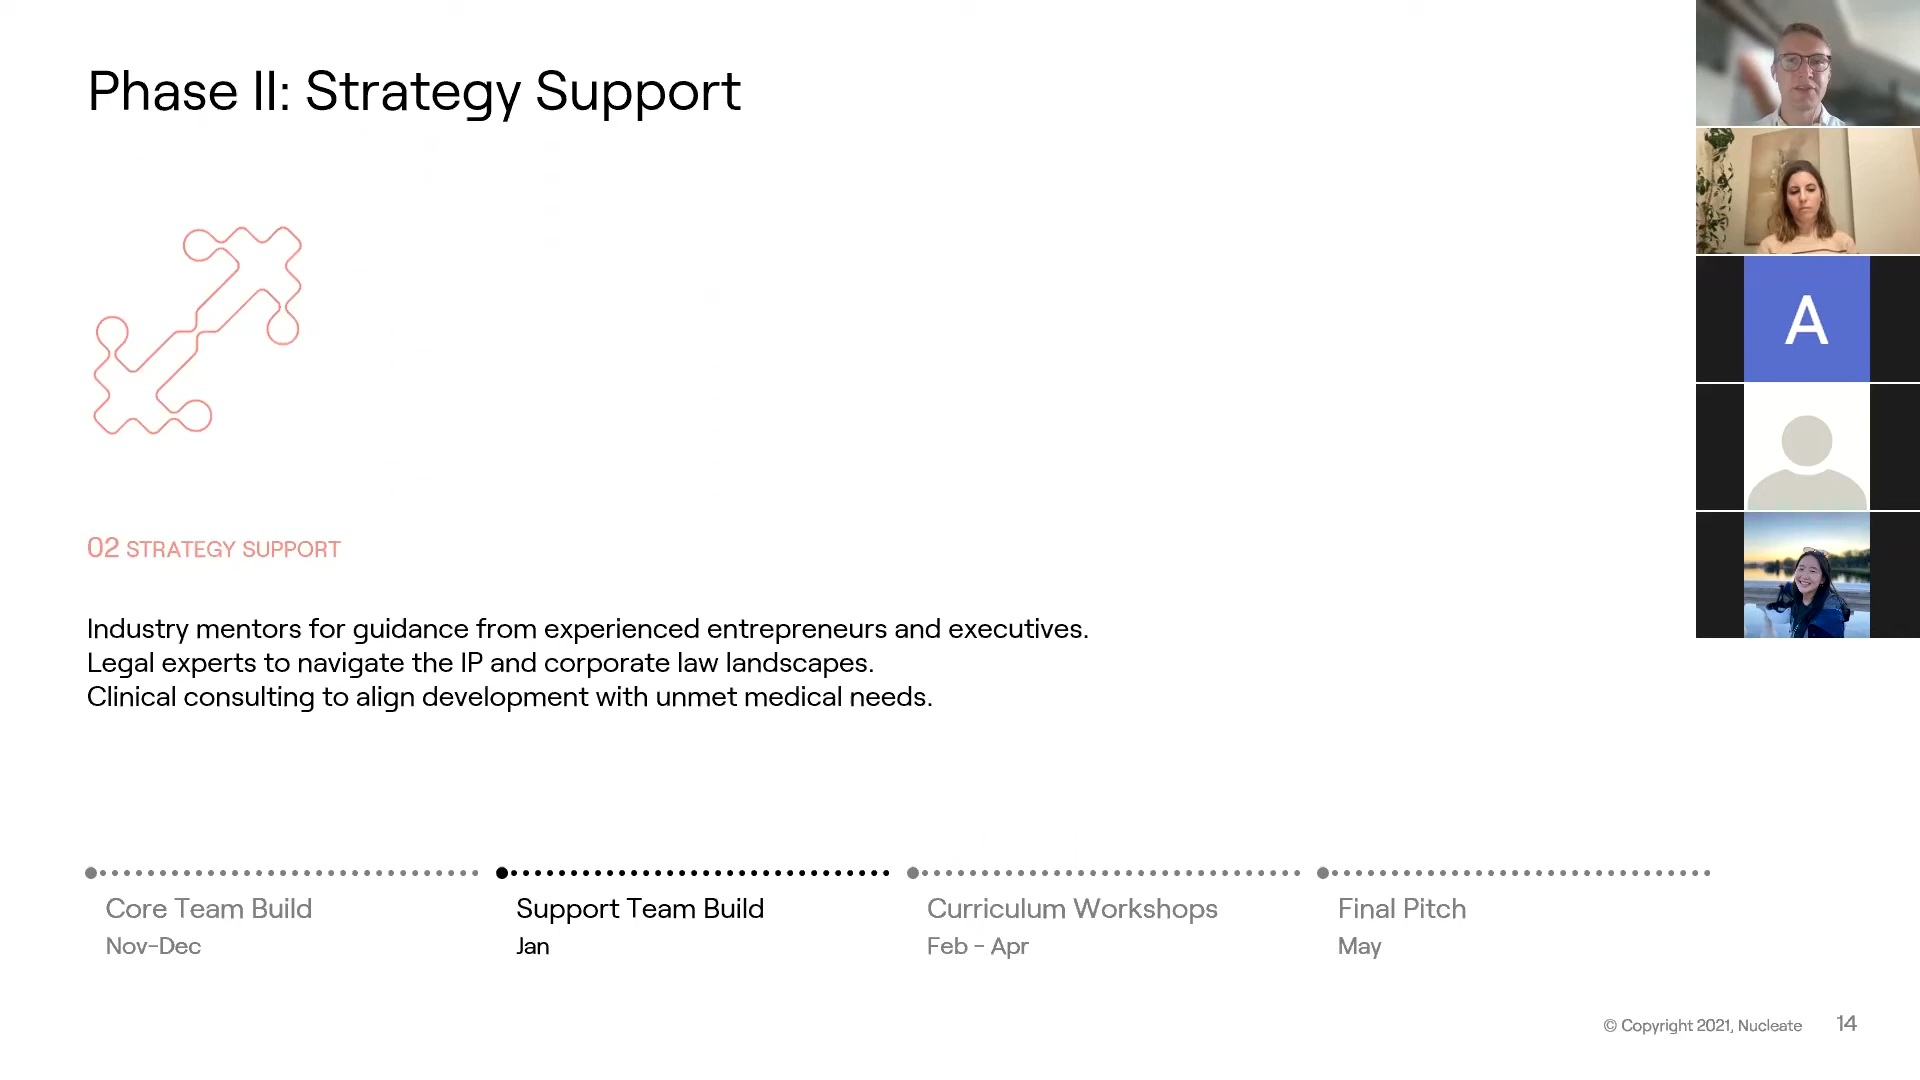 Phase II: Strategy Support
A
02 STRATEGY SUPPORT
Industry mentors for guidance from experienced entrepreneurs and executives.
Legal experts to navigate the IP and corporate law landscapes.
Clinical consulting to align development with unmet medical needs.
Core Team Build
Nov-Dec
Support Team Build
Jan
Curriculum Workshops
Feb - Apr
Final Pitch
May
© Copyright 2021, Nucleate 14